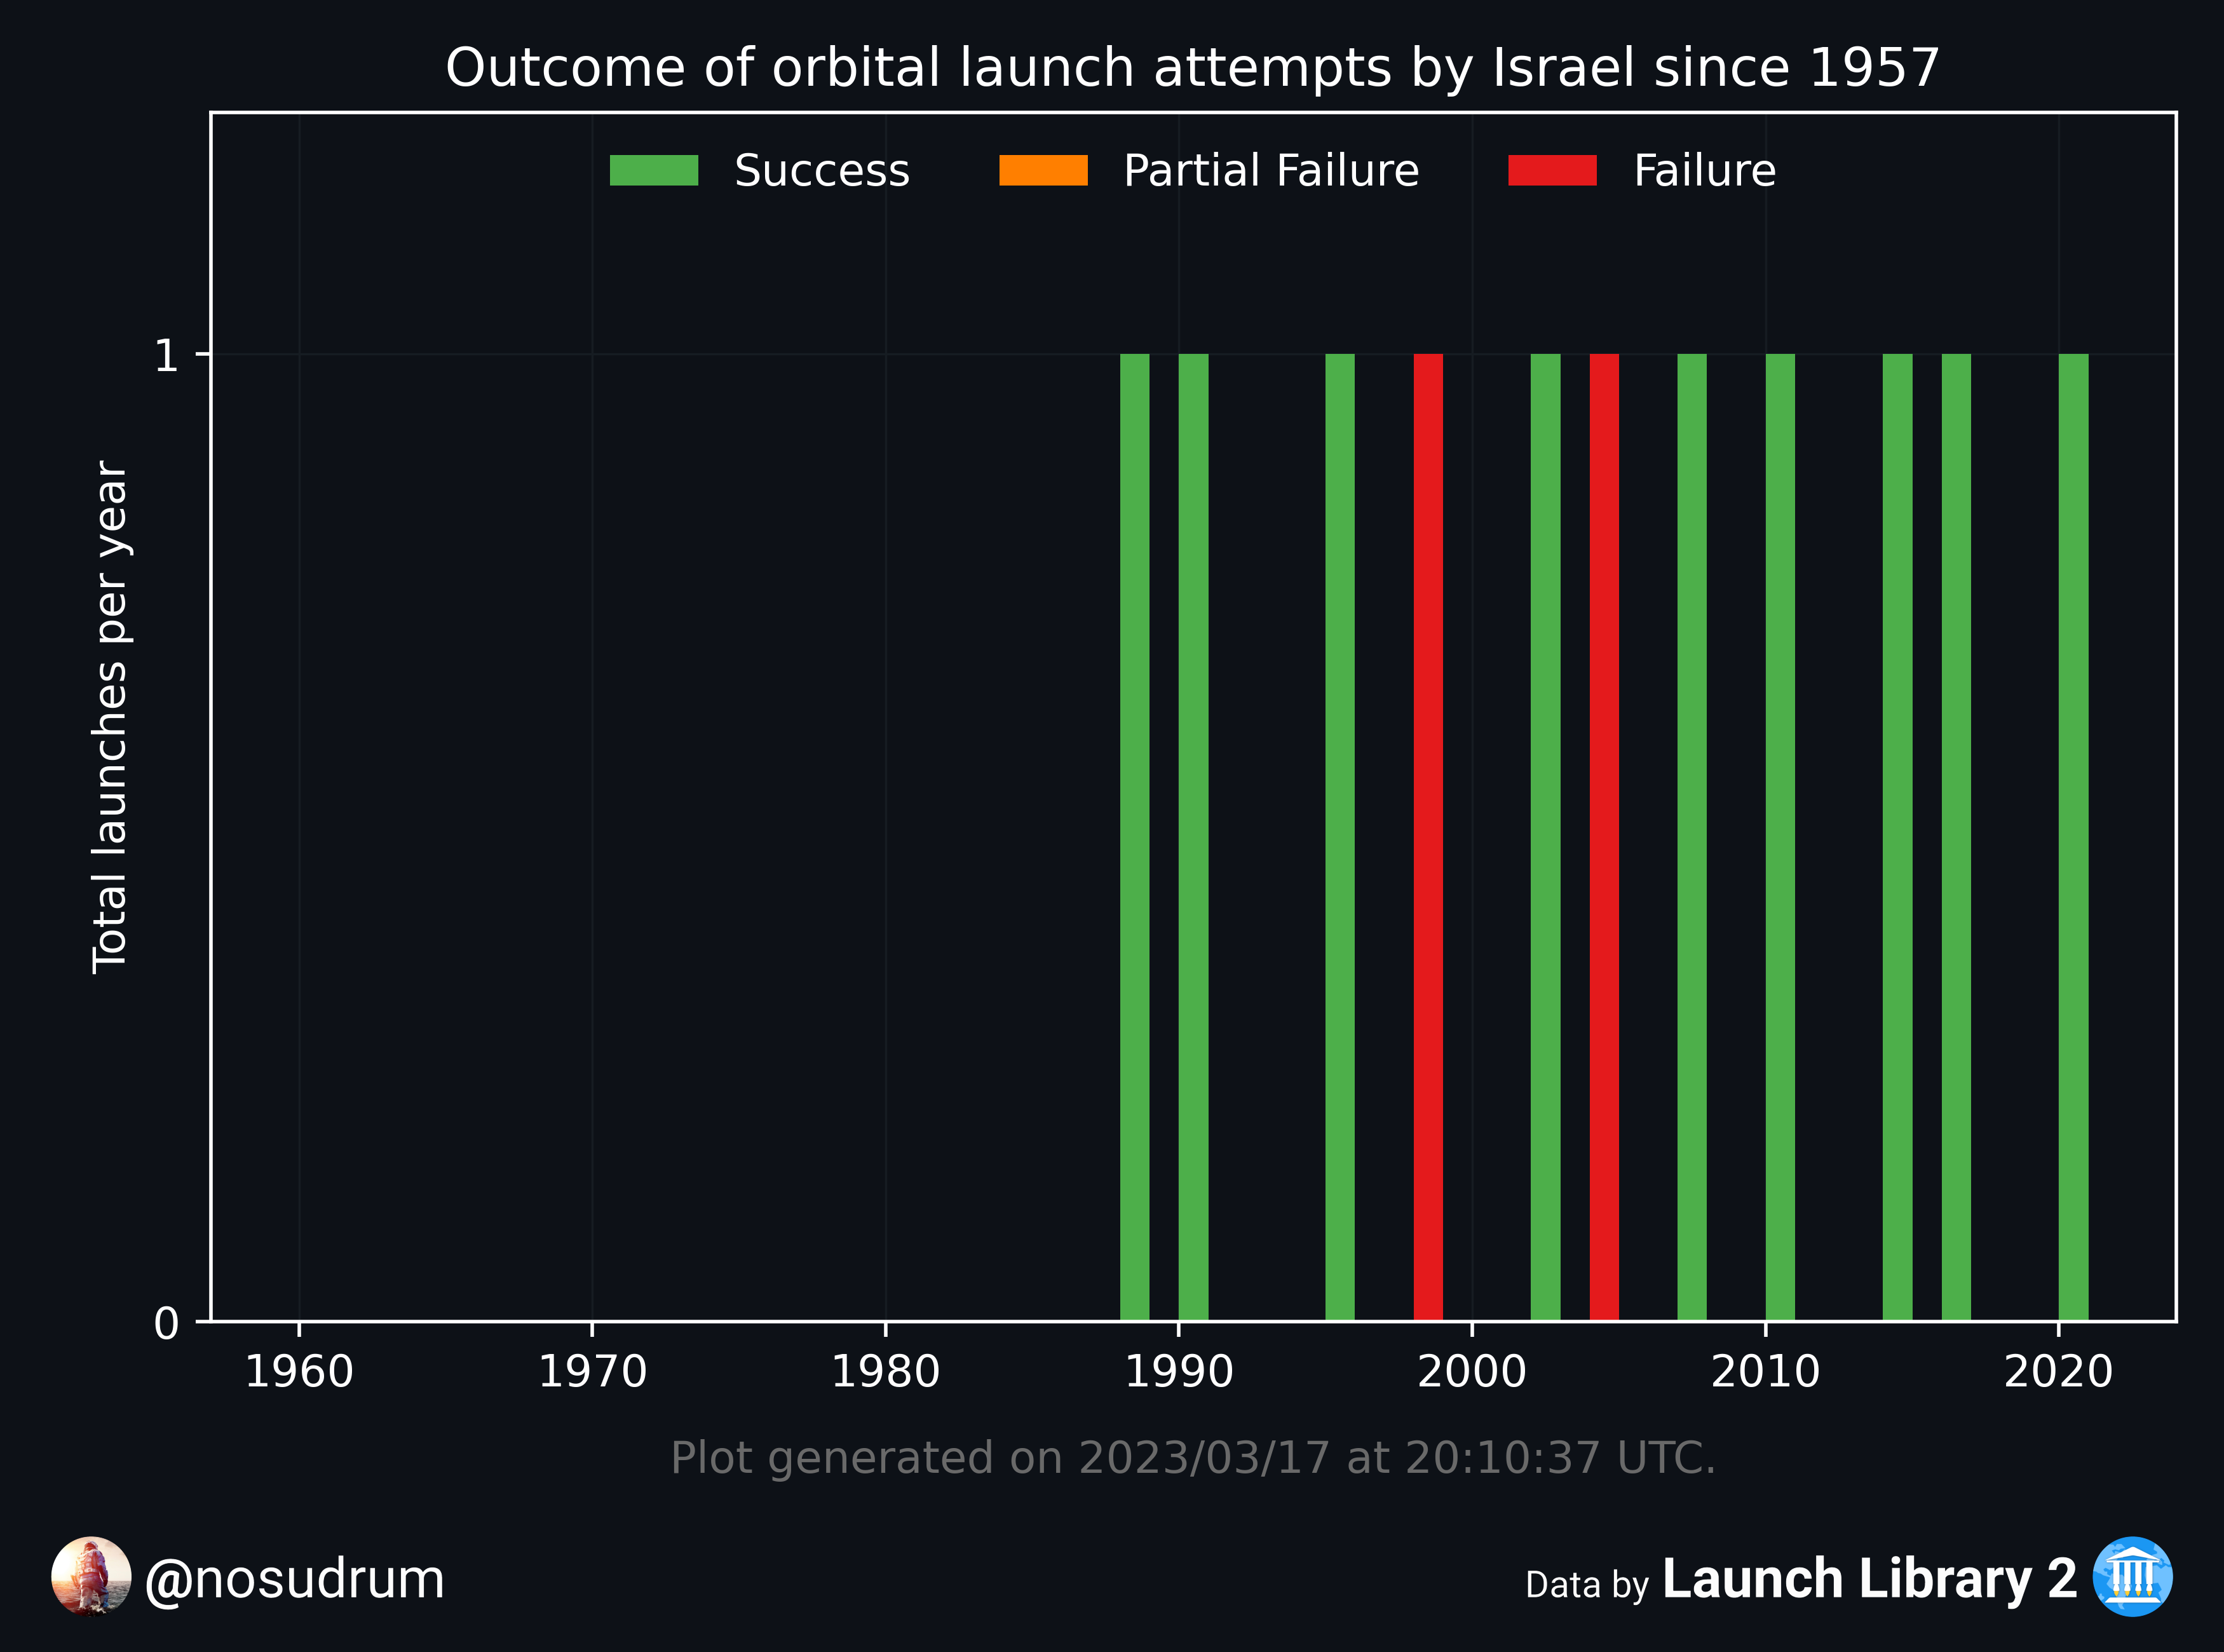 Outcome of orbital launch attempts by Israel since 1957
Success Partial Failure Failure
Total launches per year
1
0
1960 1970 1980 1990 2000 2010 2020
Plot generated on 2023/03/17 at 20:10:37 UTC.
@nosudrum
Data by Launch Library 2